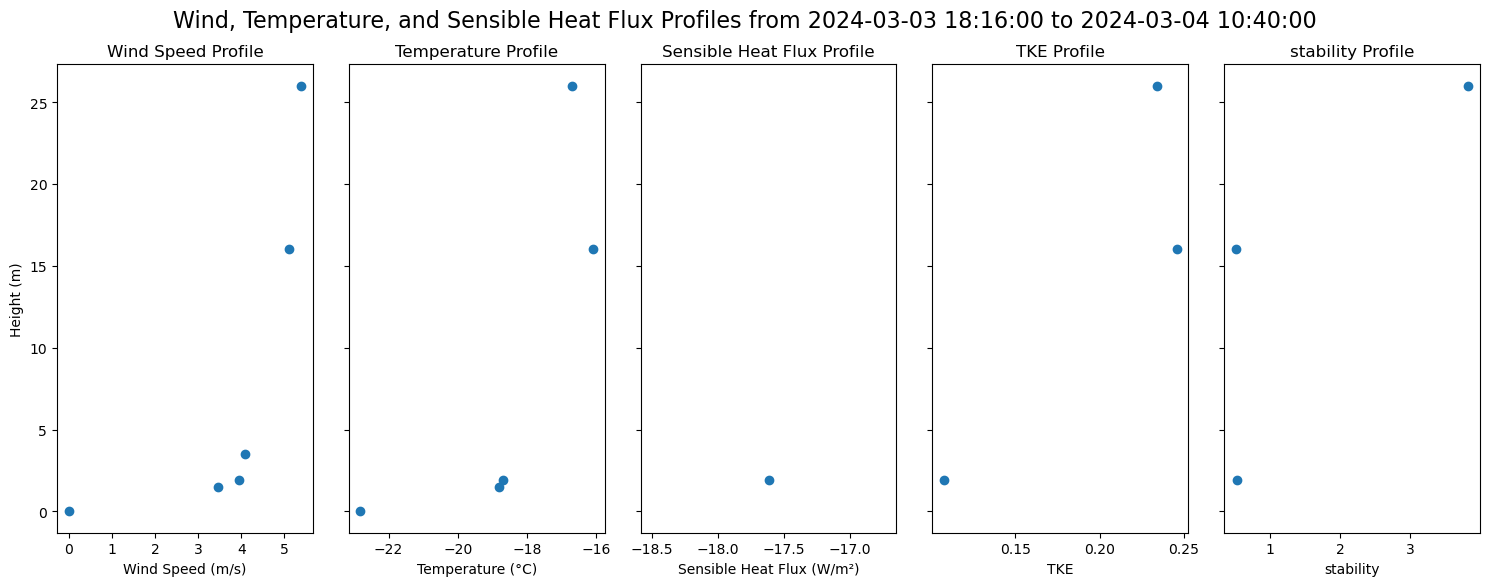 Wind, Temperature, and Sensible Heat Flux Profiles from 2024-03-03 18:16:00 to 2024-03-04 10:40:00
Wind Speed Profile
Temperature Profile
Sensible Heat Flux Profile
TKE Profile
stability Profile
Height (m)
25
20
15
10
5
0
0 1 2 3 4 5
−22 −20 −18 −16
−18.5 −18.0 −17.5 −17.0
0.15 0.20 0.25
1 2 3
Wind Speed (m/s)
Temperature (°C)
Sensible Heat Flux (W/m²)
TKE
stability